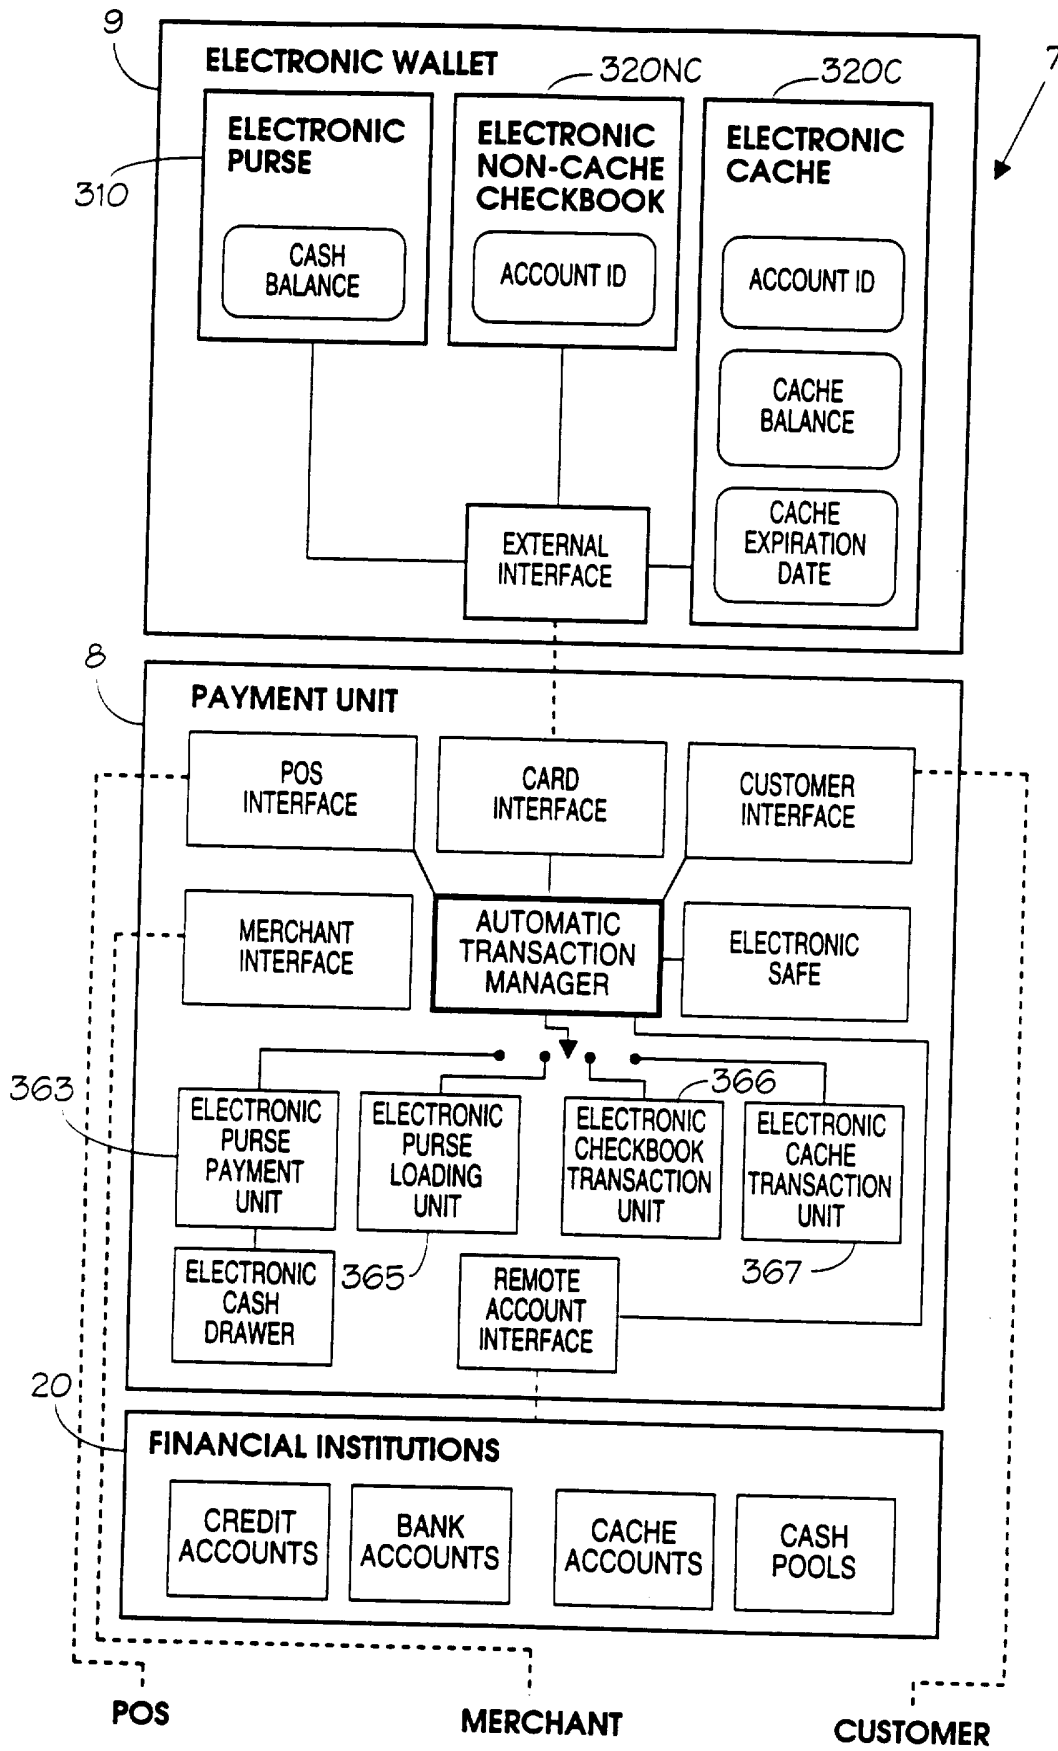 9
7
ELECTRONIC WALLET
320NC
320C
ELECTRONIC
PURSE
310
CASH
BALANCE
ELECTRONIC
NON-CACHE
CHECKBOOK
ACCOUNT ID
ELECTRONIC
CACHE
ACCOUNT ID
CACHE
BALANCE
CACHE
EXPIRATION
DATE
EXTERNAL
INTERFACE
8
PAYMENT UNIT
POS
INTERFACE
CARD
INTERFACE
CUSTOMER
INTERFACE
MERCHANT
INTERFACE
AUTOMATIC
TRANSACTION
MANAGER
ELECTRONIC
SAFE
363
366
ELECTRONIC
PURSE
PAYMENT
UNIT
ELECTRONIC
PURSE
LOADING
UNIT
ELECTRONIC
CHECKBOOK
TRANSACTION
UNIT
ELECTRONIC
CACHE
TRANSACTION
UNIT
365
367
ELECTRONIC
CASH
DRAWER
REMOTE
ACCOUNT
INTERFACE
20
FINANCIAL INSTITUTIONS
CREDIT
ACCOUNTS
BANK
ACCOUNTS
CACHE
ACCOUNTS
CASH
POOLS
POS
MERCHANT
CUSTOMER